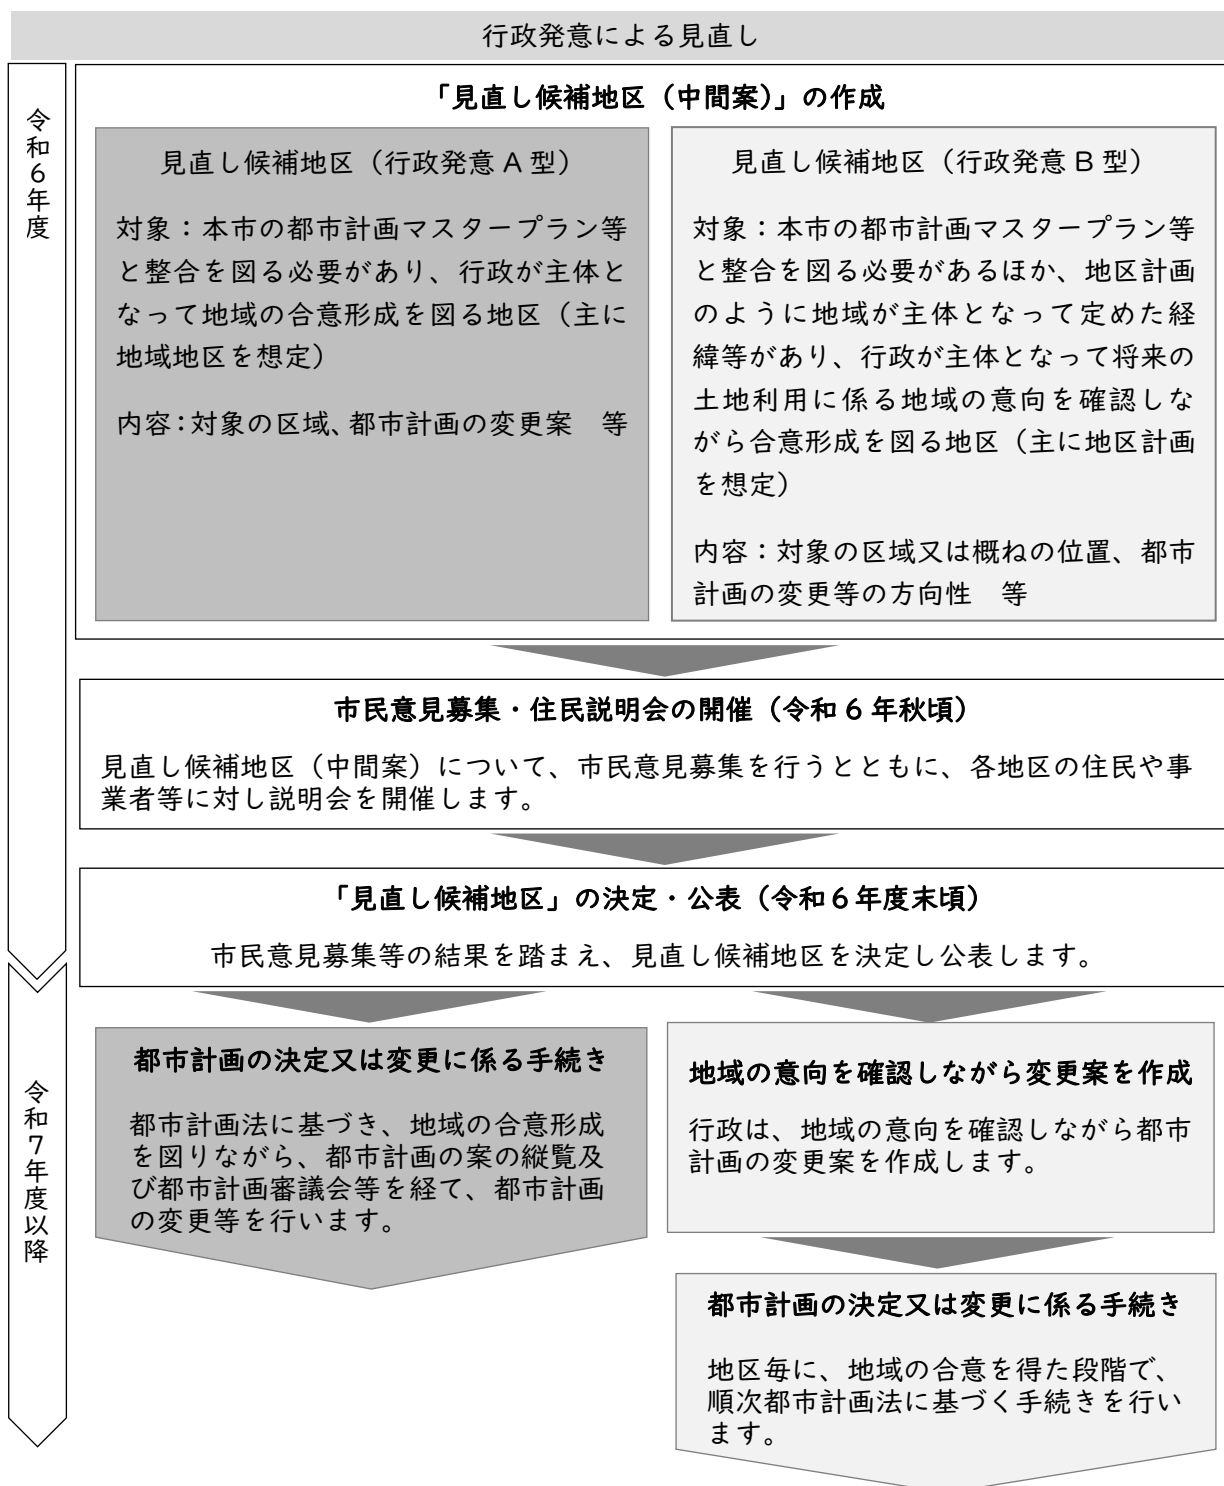 行政発意による見直し
令和6年度
「見直し候補地区（中間案）」の作成
見直し候補地区（行政発意A型）
対象：本市の都市計画マスタープラン等
と整合を図る必要があり、行政が主体と
なって地域の合意形成を図る地区（主に
地域地区を想定）
内容：対象の区域、都市計画の変更案　等
見直し候補地区（行政発意B型）
対象：本市の都市計画マスタープラン等
と整合を図る必要があるほか、地区計画
のように地域が主体となって定めた経
緯等があり、行政が主体となって将来の
土地利用に係る地域の意向を確認しな
がら合意形成を図る地区（主に地区計画
を想定）
内容：対象の区域又は概ねの位置、都市
計画の変更等の方向性　等
市民意見募集・住民説明会の開催（令和6年秋頃）
見直し候補地区（中間案）について、市民意見募集を行うとともに、各地区の住民や事
業者等に対し説明会を開催します。
「見直し候補地区」の決定・公表（令和6年度末頃）
市民意見募集等の結果を踏まえ、見直し候補地区を決定し公表します。
令和7年度以降
都市計画の決定又は変更に係る手続き
都市計画法に基づき、地域の合意形成
を図りながら、都市計画の案の縦覧及
び都市計画審議会等を経て、都市計画
の変更等を行います。
地域の意向を確認しながら変更案を作成
行政は、地域の意向を確認しながら都市
計画の変更案を作成します。
都市計画の決定又は変更に係る手続き
地区毎に、地域の合意を得た段階で、
順次都市計画法に基づく手続きを行い
ます。